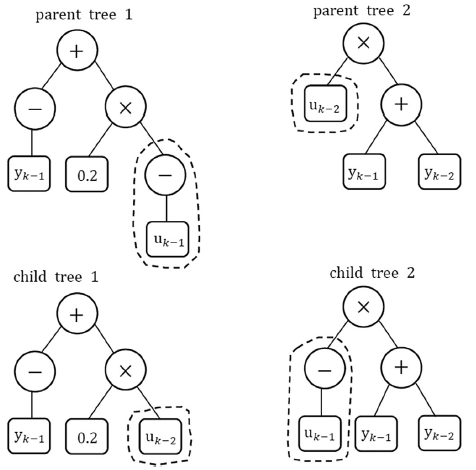 parent tree 1
+
−
×
y_{k−1}
0.2
−
u_{k−1}
parent tree 2
×
u_{k−2}
+
y_{k−1}
y_{k−2}
child tree 1
+
−
×
y_{k−1}
0.2
u_{k−2}
child tree 2
×
−
+
u_{k−1}
y_{k−1}
y_{k−2}